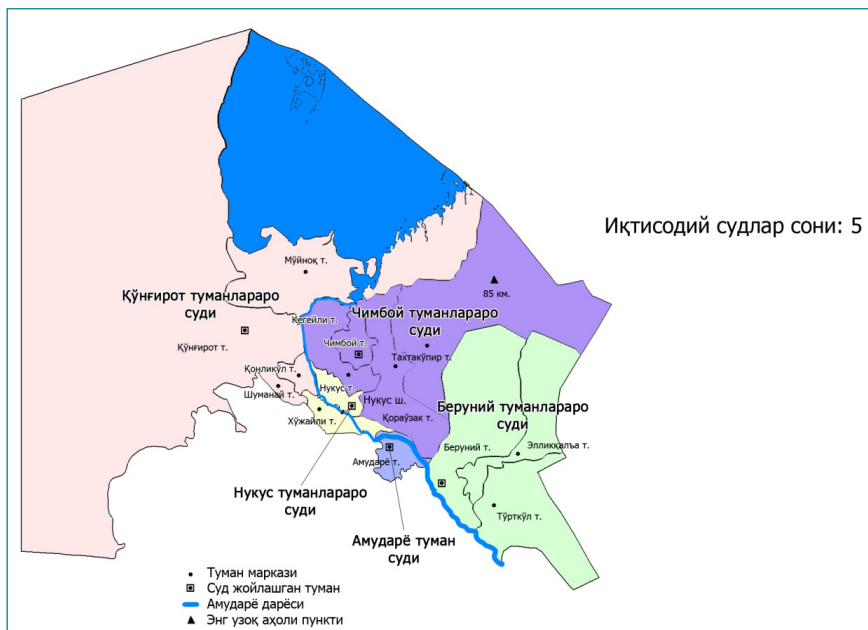 Иқтисодий судлар сони: 5
Мўйноқ т.
85 км.
Қўнғирот туманлараро
суди
Кегейли т.
Чимбой туманлараро
суди
Қўнғирот т.
Чимбой т.
Тахтакўпир т.
Қонликўл т.
Шуманай т.
Нукус т.
Нукус ш.
Хўжайли т.
Қораўзак т.
Беруний туманлараро
суди
Беруний т.
Элликқалъа т.
Амударё т.
Нукус туманлараро
суди
Тўрткўл т.
Амударё туман
суди
Туман маркази
Суд жойлашган туман
Амударё дарёси
Энг узоқ аҳоли пункти